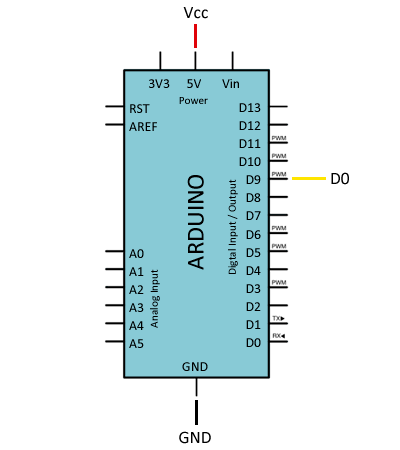 Vcc
3V3 5V Vin
Power
RST D13
AREF D12
D11 PWM
D10 PWM
D9 PWM D0
D8
D7
D6 PWM
A0 D5 PWM
A1 D4
A2 D3 PWM
A3 D2
A4 D1 TX▶
A5 D0 RX◀
ARDUINO
Digtal Input / Output
Analog Input
GND
GND